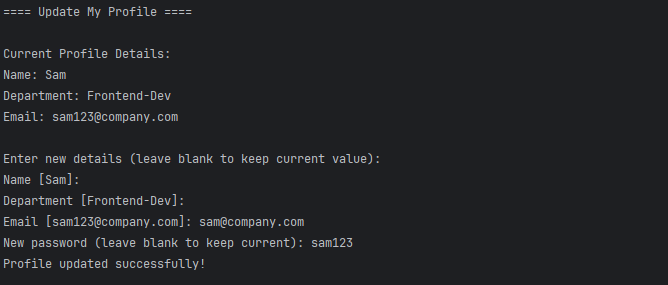 ==== Update My Profile ====
Current Profile Details:
Name: Sam
Department: Frontend-Dev
Email: sam123@company.com
Enter new details (leave blank to keep current value):
Name [Sam]:
Department [Frontend-Dev]:
Email [sam123@company.com]: sam@company.com
New password (leave blank to keep current): sam123
Profile updated successfully!